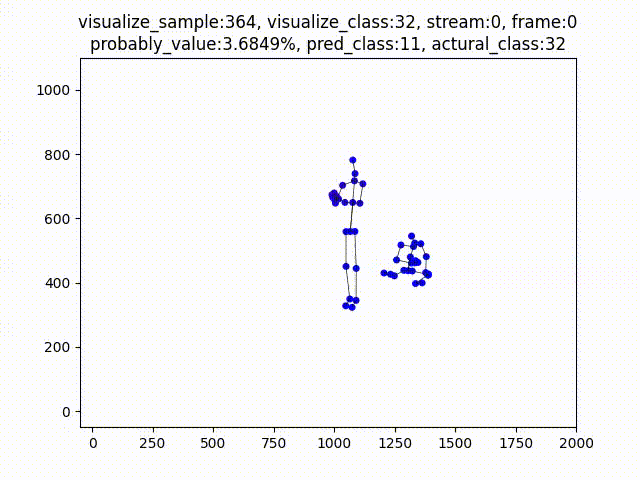 visualize_sample:364, visualize_class:32, stream:0, frame:0
probably_value:3.6849%, pred_class:11, actural_class:32
1000
800
600
400
200
0
0 250 500 750 1000 1250 1500 1750 2000